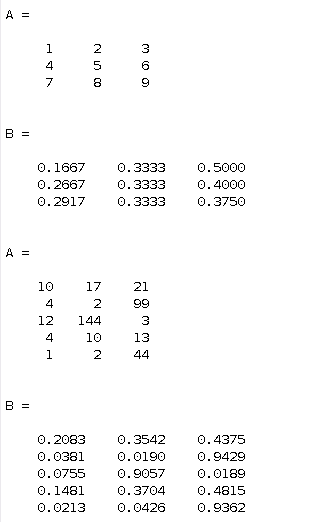 A =
1 2 3
4 5 6
7 8 9
B =
0.1667 0.3333 0.5000
0.2667 0.3333 0.4000
0.2917 0.3333 0.3750
A =
10 17 21
4 2 99
12 144 3
4 10 13
1 2 44
B =
0.2083 0.3542 0.4375
0.0381 0.0190 0.9429
0.0755 0.9057 0.0189
0.1481 0.3704 0.4815
0.0213 0.0426 0.9362